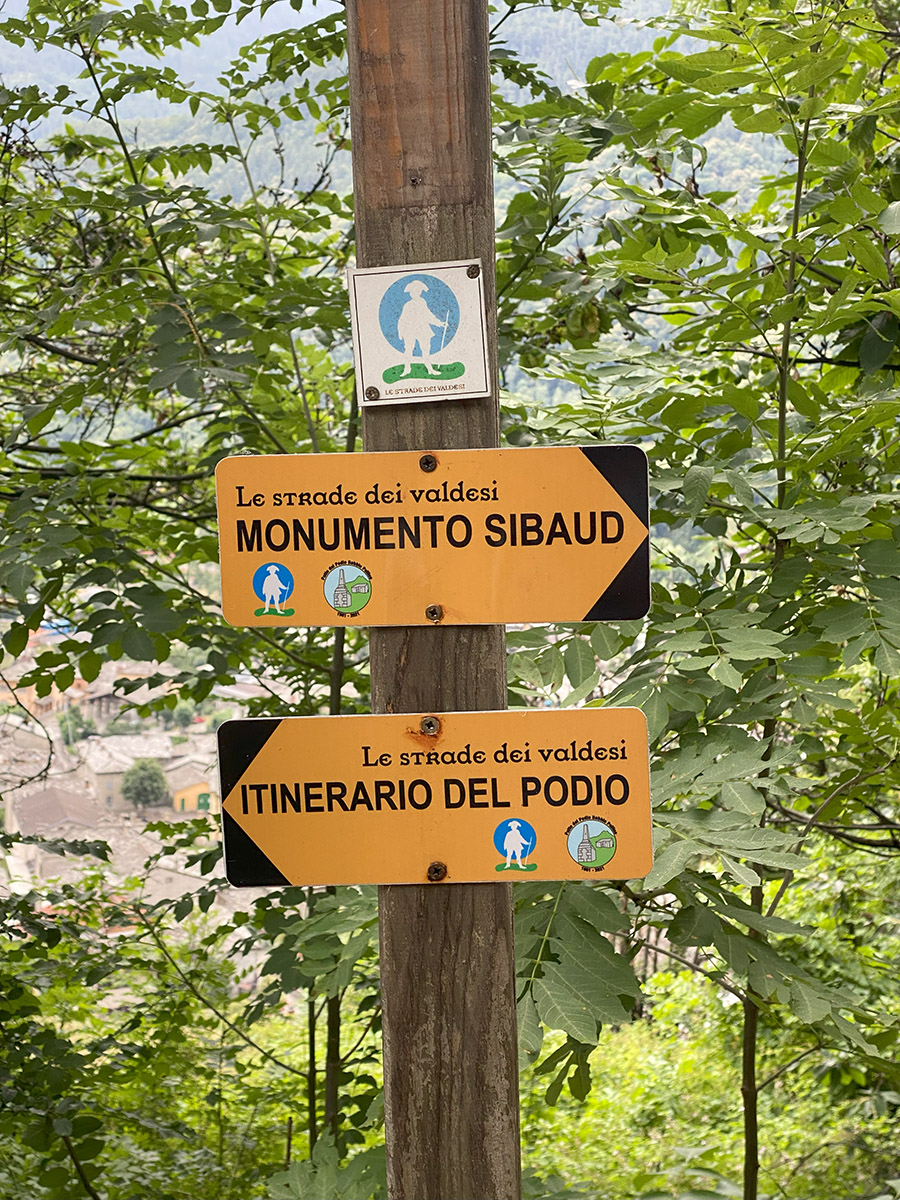 LE STRADE DEI VALDESI
Le strade dei valdesi
MONUMENTO SIBAUD
Le strade dei valdesi
ITINERARIO DEL PODIO